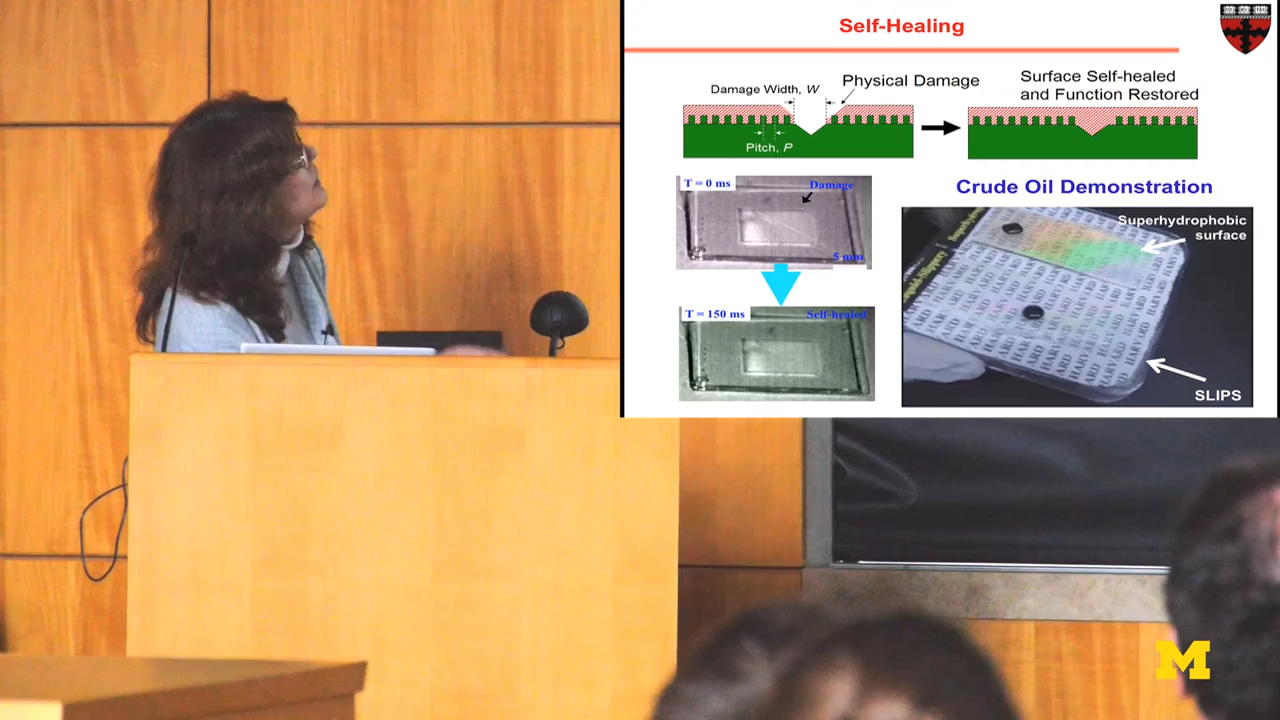 Self-Healing
Damage Width, W
Physical Damage
Pitch, P
Surface Self-healed
and Function Restored
T = 0 ms
Damage
5 mm
T = 150 ms
Self-healed
Crude Oil Demonstration
Superhydrophobic
surface
SLIPS
HARVARD
M